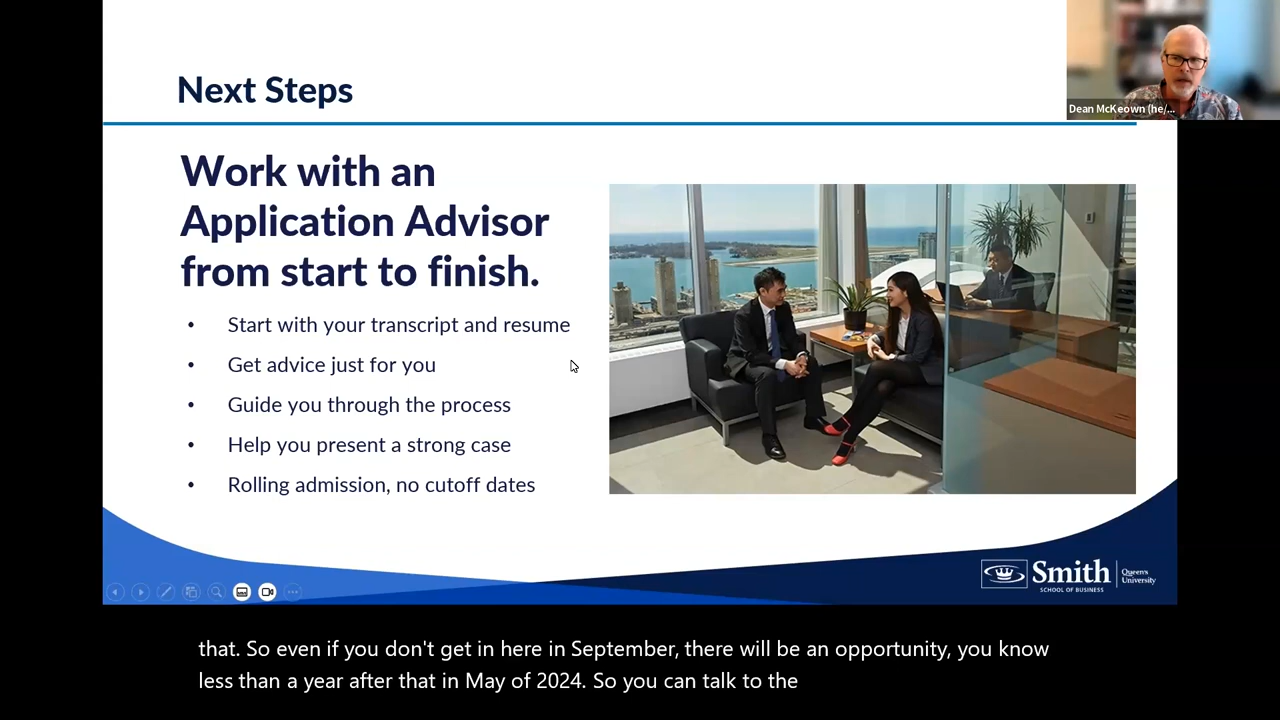 Next Steps
Dean McKeown (he/...
Work with an
Application Advisor
from start to finish.
• Start with your transcript and resume
• Get advice just for you
• Guide you through the process
• Help you present a strong case
• Rolling admission, no cutoff dates
Smith
SCHOOL OF BUSINESS
Queen's
University
that. So even if you don't get in here in September, there will be an opportunity, you know
less than a year after that in May of 2024. So you can talk to the